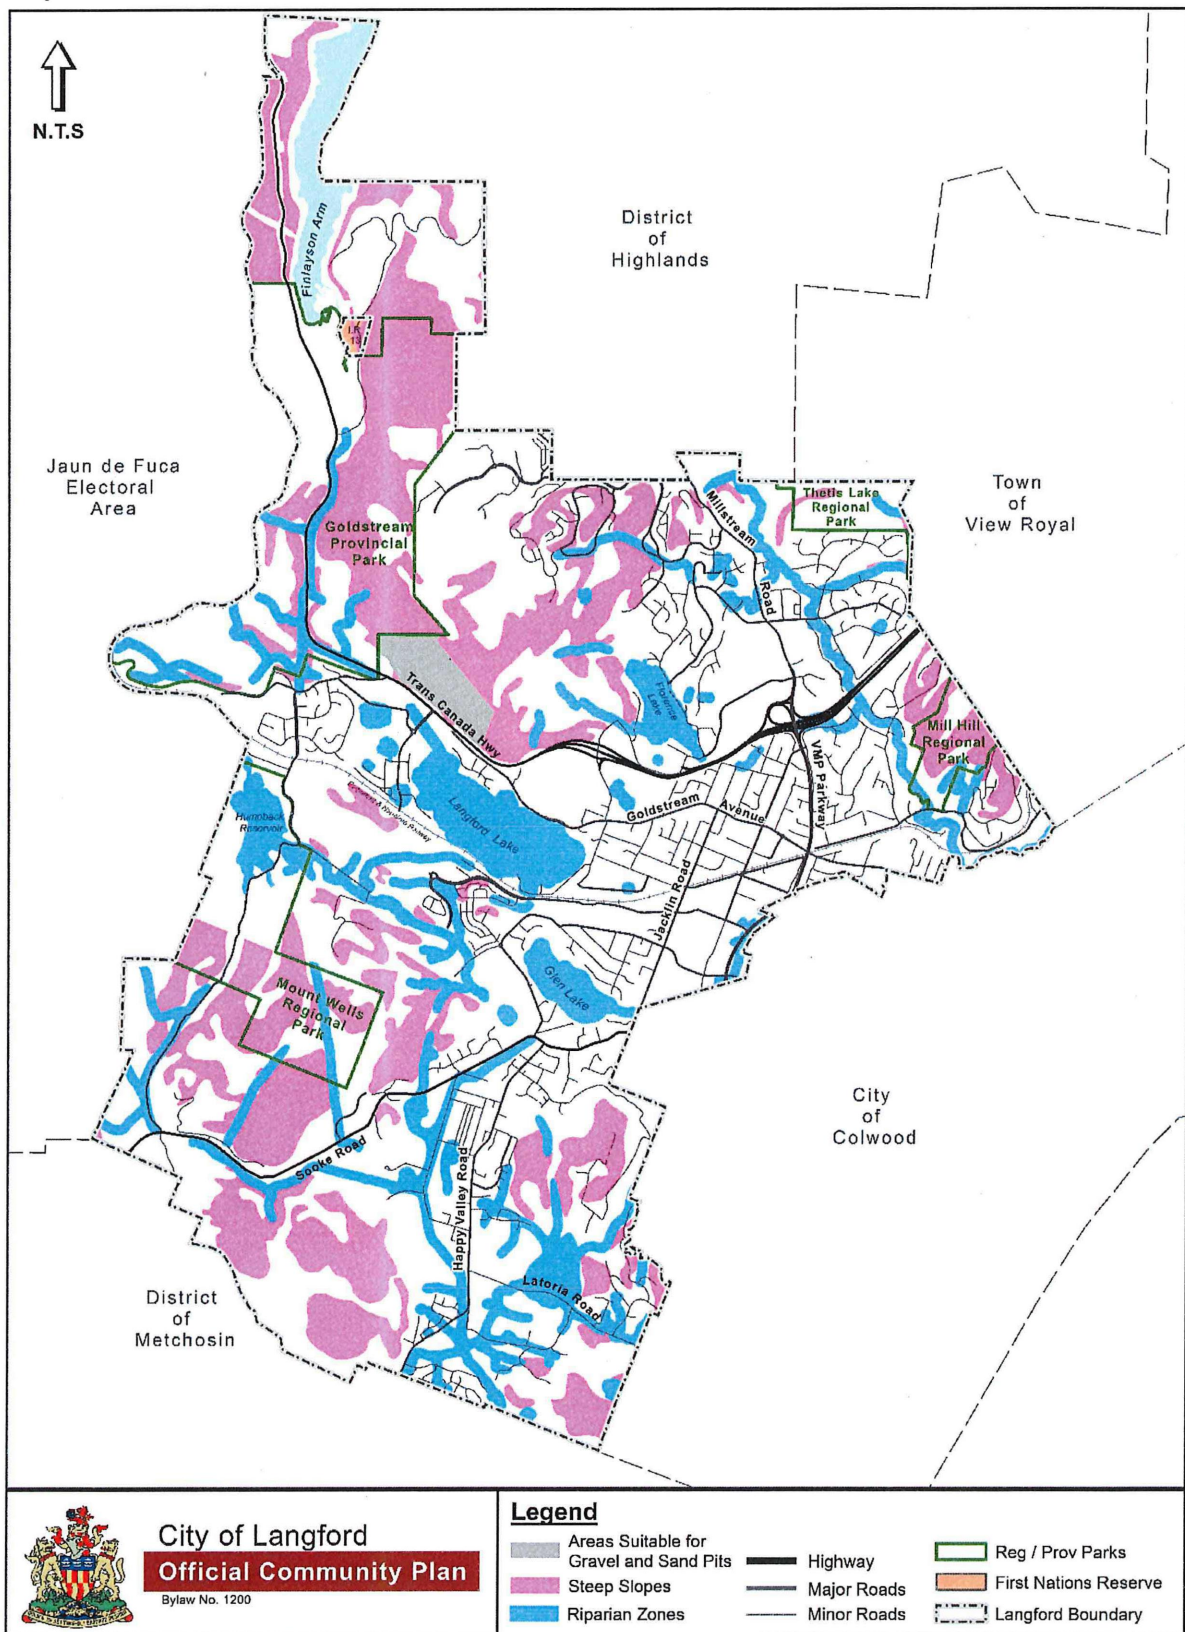 N.T.S
District
of
Highlands
Finlayson Arm
I.R.
13
Jaun de Fuca
Electoral
Area
Goldstream
Provincial
Park
Millstream
Road
Thetis Lake
Regional
Park
Town
of
View Royal
Trans Canada Hwy
Florence
Lake
Mill Hill
Regional
Park
VMP Parkway
Goldstream
Avenue
Langford Lake
Humpback
Reservoir
Jacklin Road
Glen Lake
Mount Wells
Regional
Park
City
of
Colwood
Sooke Road
Happy Valley Road
Latoria Road
District
of
Metchosin
City of Langford
Official Community Plan
Bylaw No. 1200
Legend
Areas Suitable for
Gravel and Sand Pits
Steep Slopes
Riparian Zones
Highway
Major Roads
Minor Roads
Reg / Prov Parks
First Nations Reserve
Langford Boundary